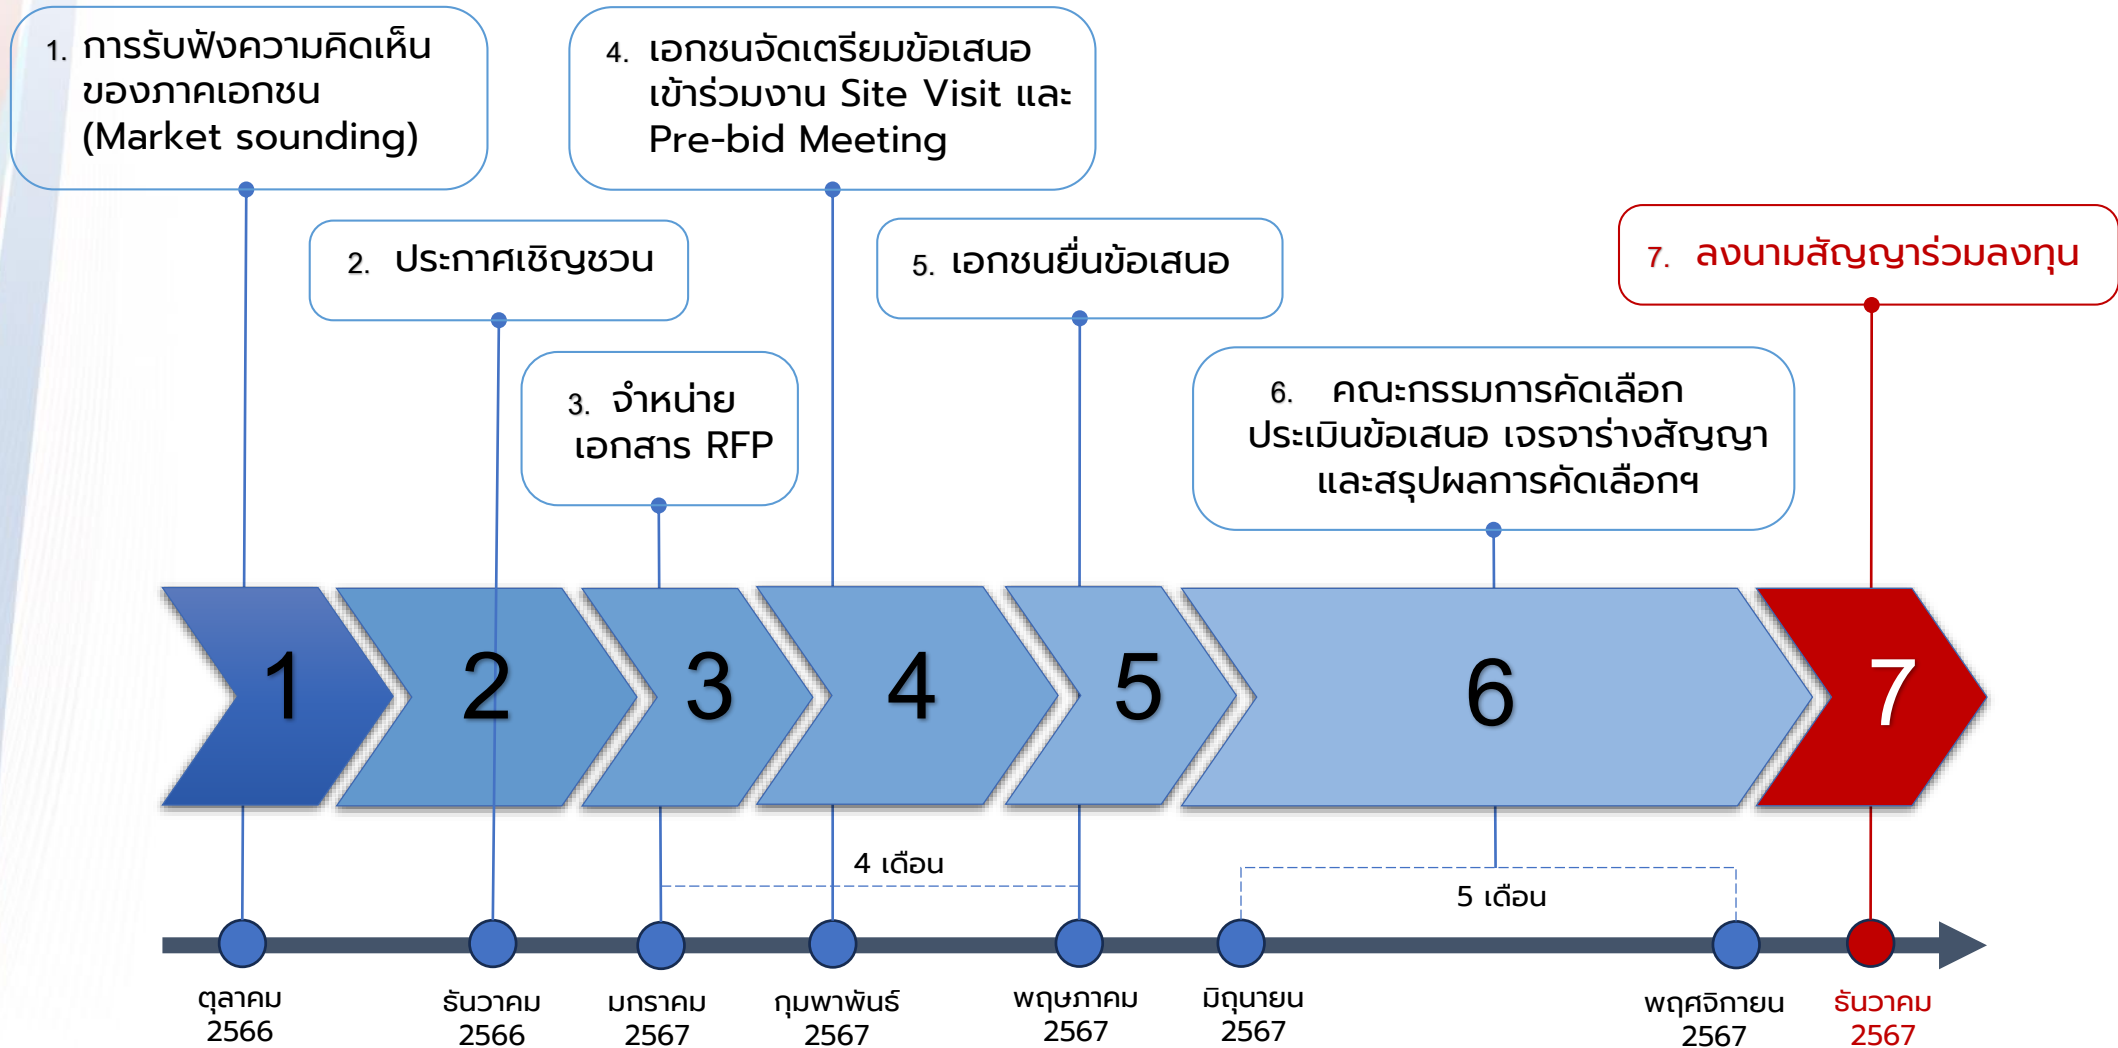 1. การรับฟังความคิดเห็น
ของภาคเอกชน
(Market sounding)
4. เอกชนจัดเตรียมข้อเสนอ
เข้าร่วมงาน Site Visit และ
Pre-bid Meeting
2. ประกาศเชิญชวน
5. เอกชนยื่นข้อเสนอ
7. ลงนามสัญญาร่วมลงทุน
3. จำหน่าย
เอกสาร RFP
6. คณะกรรมการคัดเลือก
ประเมินข้อเสนอ เจรจาร่างสัญญา
และสรุปผลการคัดเลือกฯ
1
2
3
4
5
6
7
4 เดือน
5 เดือน
ตุลาคม
2566
ธันวาคม
2566
มกราคม
2567
กุมพาพันธ์
2567
พฤษภาคม
2567
มิถุนายน
2567
พฤศจิกายน
2567
ธันวาคม
2567